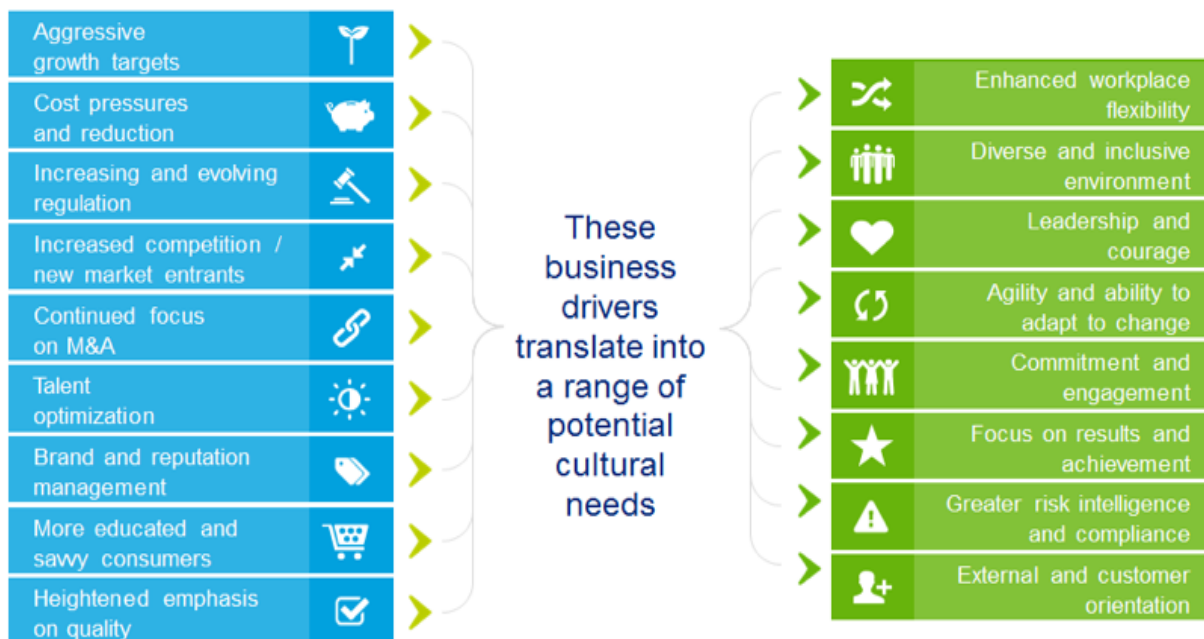 Aggressive
growth targets
Cost pressures
and reduction
Increasing and evolving
regulation
Increased competition /
new market entrants
Continued focus
on M&A
Talent
optimization
Brand and reputation
management
More educated and
savvy consumers
Heightened emphasis
on quality
These
business
drivers
translate into
a range of
potential
cultural
needs
Enhanced workplace
flexibility
Diverse and inclusive
environment
Leadership and
courage
Agility and ability to
adapt to change
Commitment and
engagement
Focus on results and
achievement
Greater risk intelligence
and compliance
External and customer
orientation